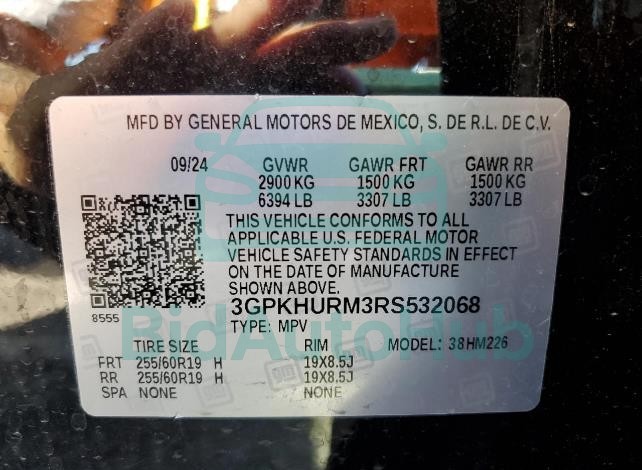 MFD BY GENERAL MOTORS DE MEXICO, S. DE R.L. DE C.V.
09/24 GVWR GAWR FRT GAWR RR
2900 KG 1500 KG 1500 KG
6394 LB 3307 LB 3307 LB
THIS VEHICLE CONFORMS TO ALL
APPLICABLE U.S. FEDERAL MOTOR
VEHICLE SAFETY STANDARDS IN EFFECT
ON THE DATE OF MANUFACTURE
SHOWN ABOVE.
3GPKHURM3RS532068
8555
TYPE: MPV
BidAutoHub
TIRE SIZE RIM MODEL: 38HM226
FRT 255/60R19 H 19X8.5J
RR 255/60R19 H 19X8.5J
SPA NONE NONE